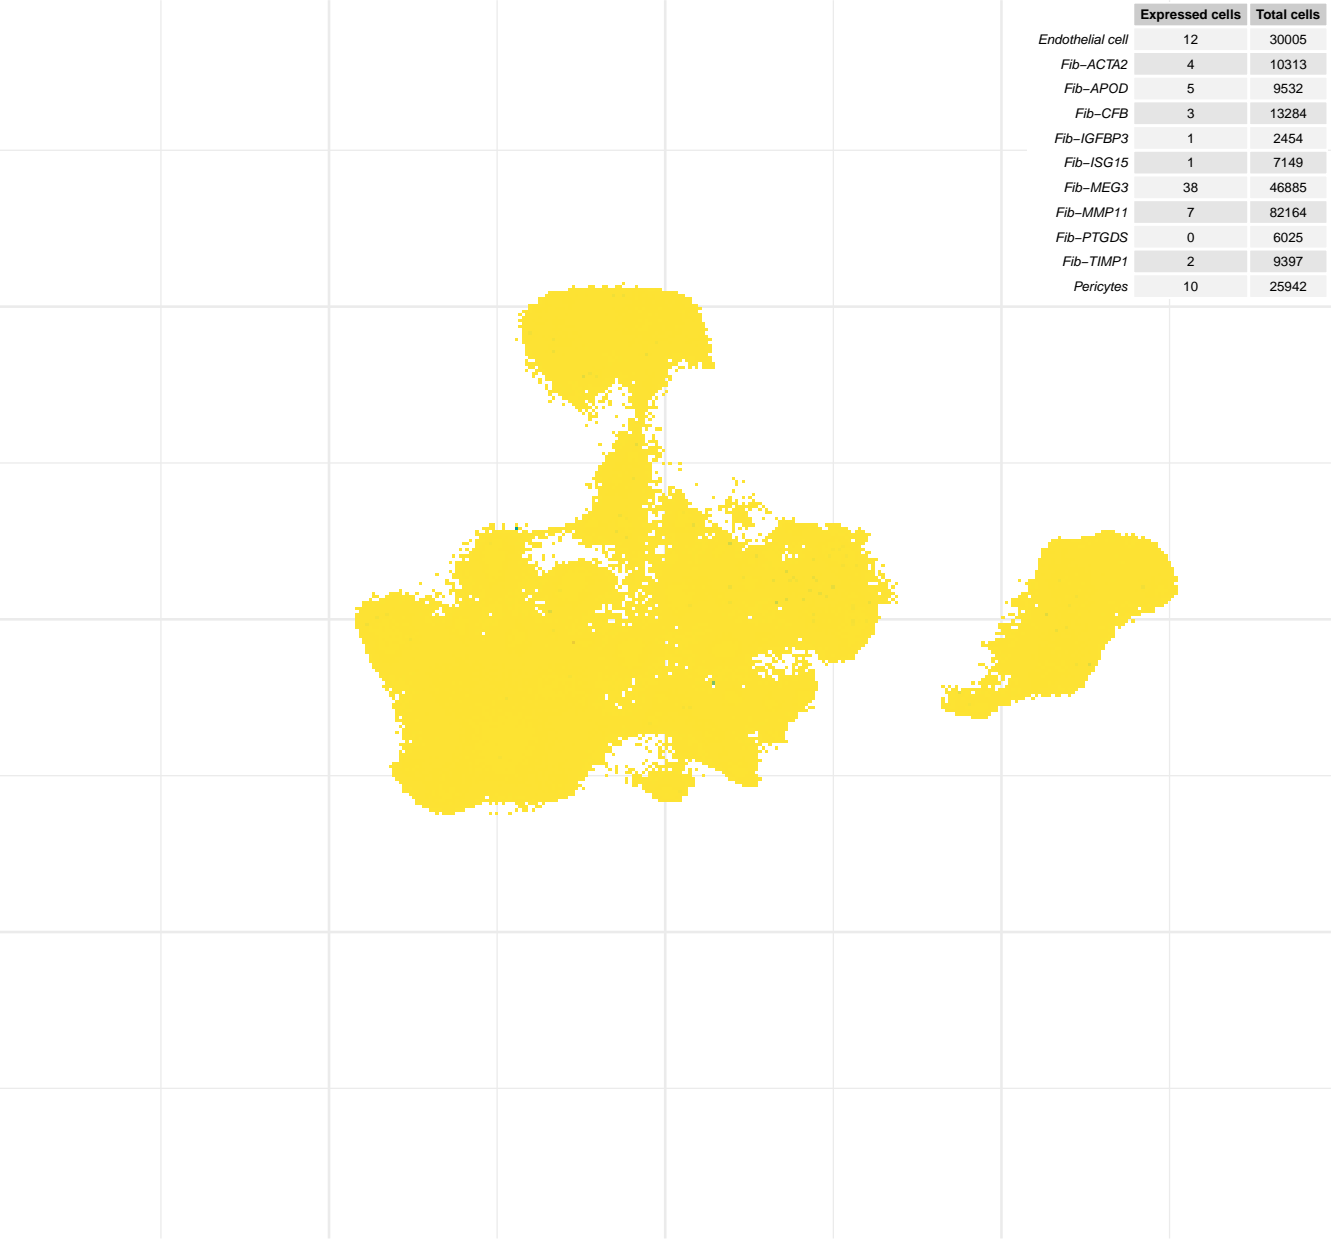 Expressed cells Total cells
Endothelial cell 12 30005
Fib−ACTA2 4 10313
Fib−APOD 5 9532
Fib−CFB 3 13284
Fib−IGFBP3 1 2454
Fib−ISG15 1 7149
Fib−MEG3 38 46885
Fib−MMP11 7 82164
Fib−PTGDS 0 6025
Fib−TIMP1 2 9397
Pericytes 10 25942